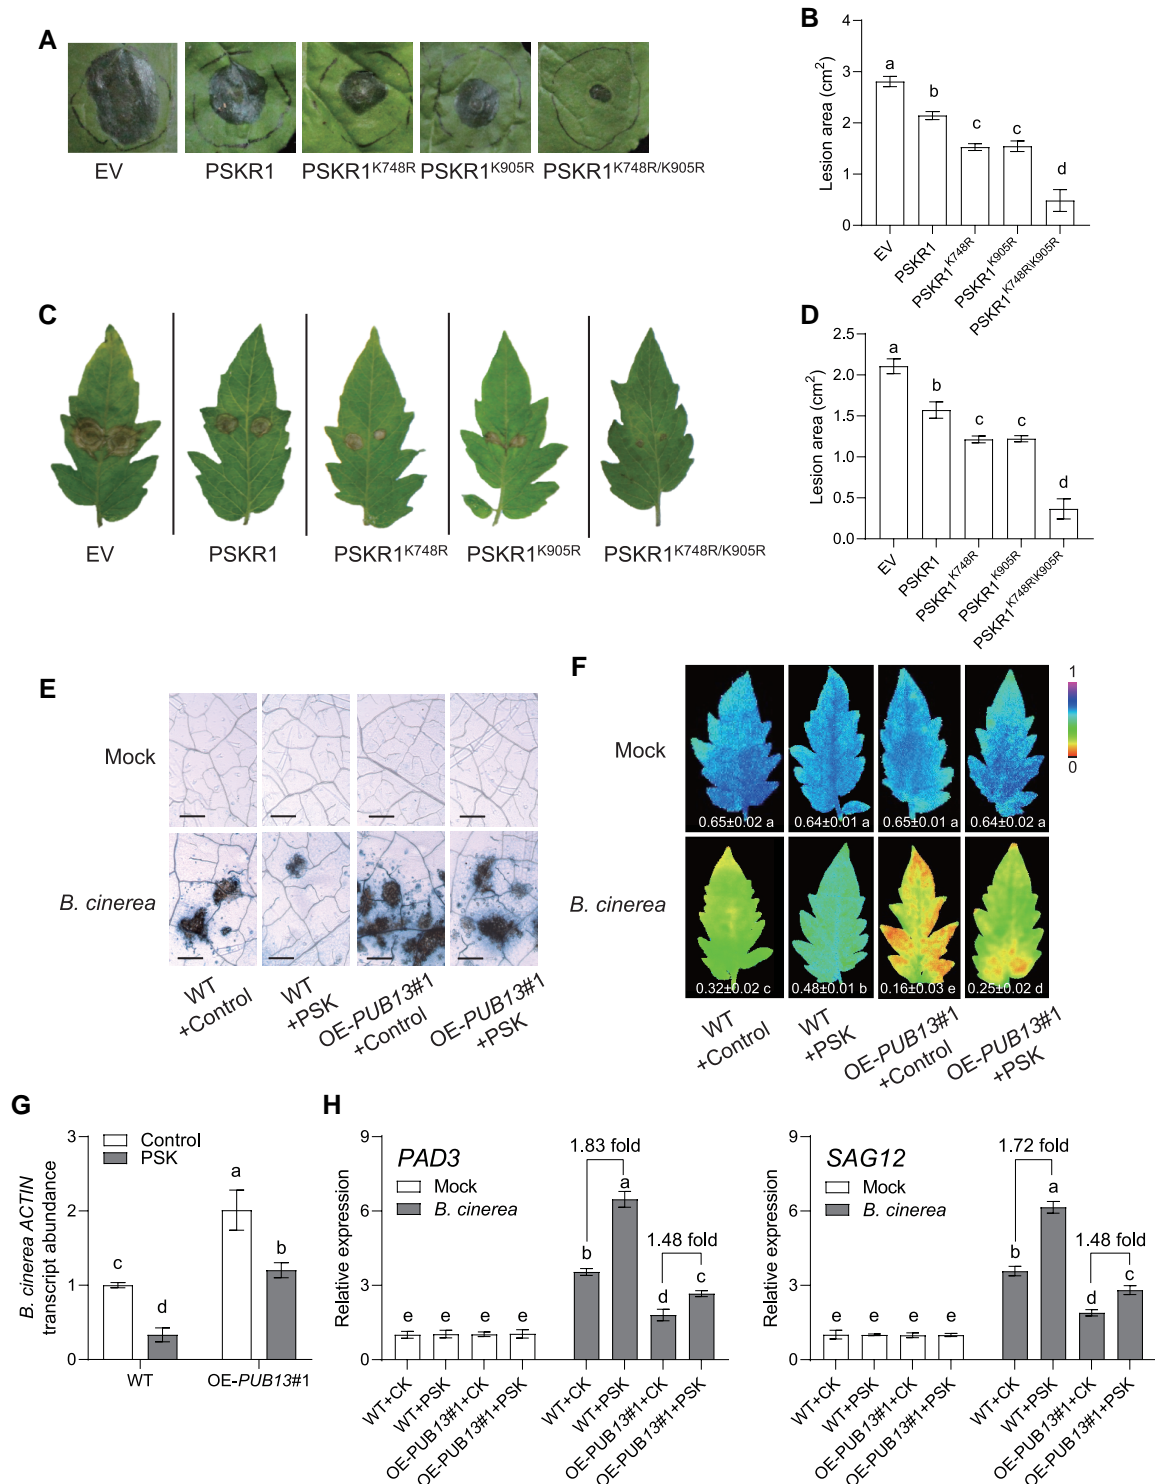 A
EV
PSKR1
PSKR1K748R
PSKR1K905R
PSKR1K748R/K905R
B
Lesion area (cm2)
4
3
2
1
0
a
b
c
c
d
EV
PSKR1
PSKR1K748R
PSKR1K905R
PSKR1K748R\K905R
C
EV
PSKR1
PSKR1K748R
PSKR1K905R
PSKR1K748R/K905R
D
Lesion area (cm2)
2.5
2.0
1.5
1.0
0.5
0.0
a
b
c
c
d
EV
PSKR1
PSKR1K748R
PSKR1K905R
PSKR1K748R\K905R
E
Mock
B. cinerea
WT
+Control
WT
+PSK
OE-PUB13#1
+Control
OE-PUB13#1
+PSK
F
1
0
Mock
0.65±0.02 a
0.64±0.01 a
0.65±0.01 a
0.64±0.02 a
B. cinerea
0.32±0.02 c
0.48±0.01 b
0.16±0.03 e
0.25±0.02 d
WT
+Control
WT
+PSK
OE-PUB13#1
+Control
OE-PUB13#1
+PSK
G
B. cinerea ACTIN
transcript abundance
3
2
1
0
Control
PSK
c
d
a
b
WT
OE-PUB13#1
H
Relative expression
9
6
3
0
PAD3
Mock
B. cinerea
1.83 fold
1.48 fold
e
e
e
e
b
a
d
c
WT+CK
WT+PSK
OE-PUB13#1+CK
OE-PUB13#1+PSK
WT+CK
WT+PSK
OE-PUB13#1+CK
OE-PUB13#1+PSK
Relative expression
9
6
3
0
SAG12
Mock
B. cinerea
1.72 fold
1.48 fold
e
e
e
e
b
a
d
c
WT+CK
WT+PSK
OE-PUB13#1+CK
OE-PUB13#1+PSK
WT+CK
WT+PSK
OE-PUB13#1+CK
OE-PUB13#1+PSK